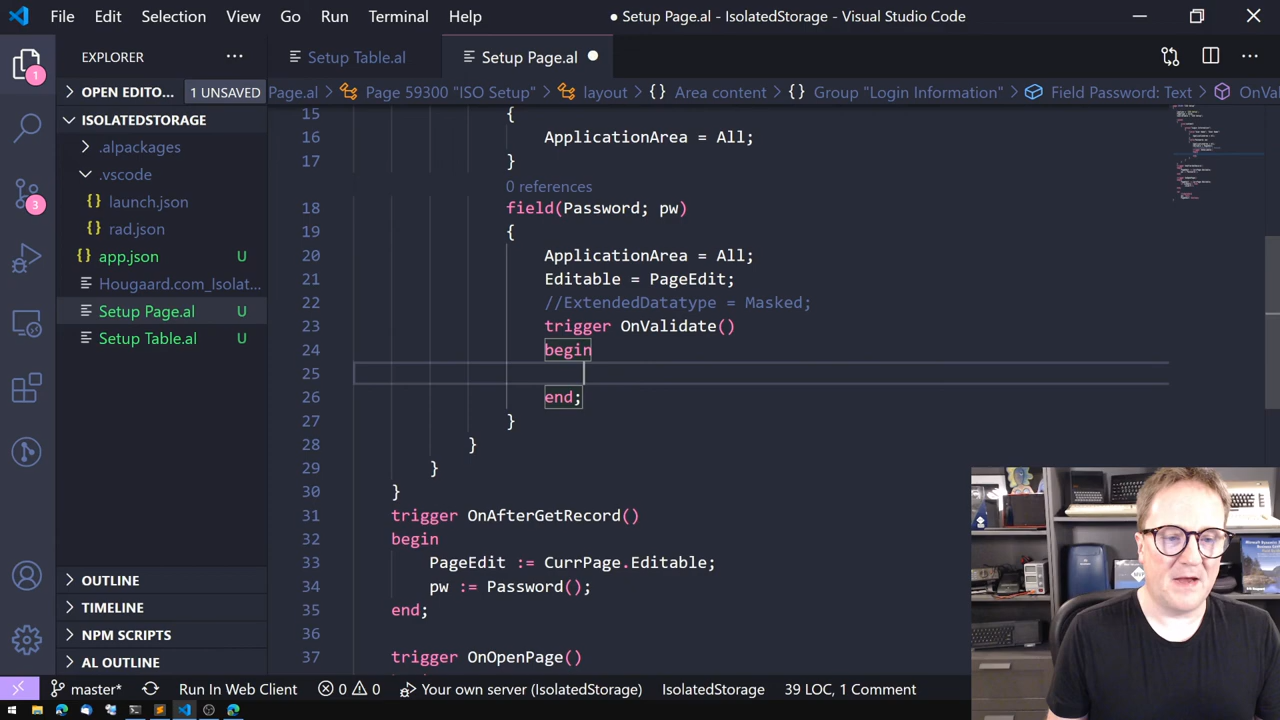 File Edit Selection View Go Run Terminal Help
● Setup Page.al - IsolatedStorage - Visual Studio Code
EXPLORER
Setup Table.al
Setup Page.al
OPEN EDITO... 1 UNSAVED
Page.al > Page 59300 "ISO Setup" > layout > Area content > Group "Login Information" > Field Password: Text > OnVal
ISOLATEDSTORAGE
.alpackages
.vscode
launch.json
rad.json
app.json U
Hougaard.com_Isolat...
Setup Page.al U
Setup Table.al U
OUTLINE
TIMELINE
NPM SCRIPTS
AL OUTLINE
1
3
15 {
16 ApplicationArea = All;
17 }
0 references
18 field(Password; pw)
19 {
20 ApplicationArea = All;
21 Editable = PageEdit;
22 //ExtendedDatatype = Masked;
23 trigger OnValidate()
24 begin
25
26 end;
27 }
28 }
29 }
30 }
31 trigger OnAfterGetRecord()
32 begin
33 PageEdit := CurrPage.Editable;
34 pw := Password();
35 end;
36
37 trigger OnOpenPage()
master* Run In Web Client 0 0 Your own server (IsolatedStorage) IsolatedStorage 39 LOC, 1 Comment